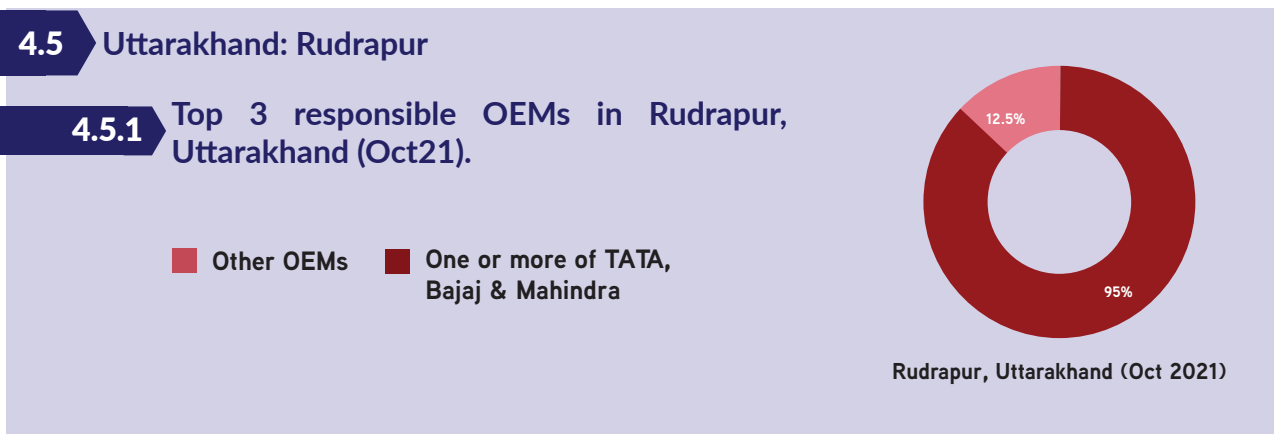 4.5 Uttarakhand: Rudrapur
4.5.1 Top 3 responsible OEMs in Rudrapur,
Uttarakhand (Oct21).
12.5%
Other OEMs
One or more of TATA,
Bajaj & Mahindra
95%
Rudrapur, Uttarakhand (Oct 2021)